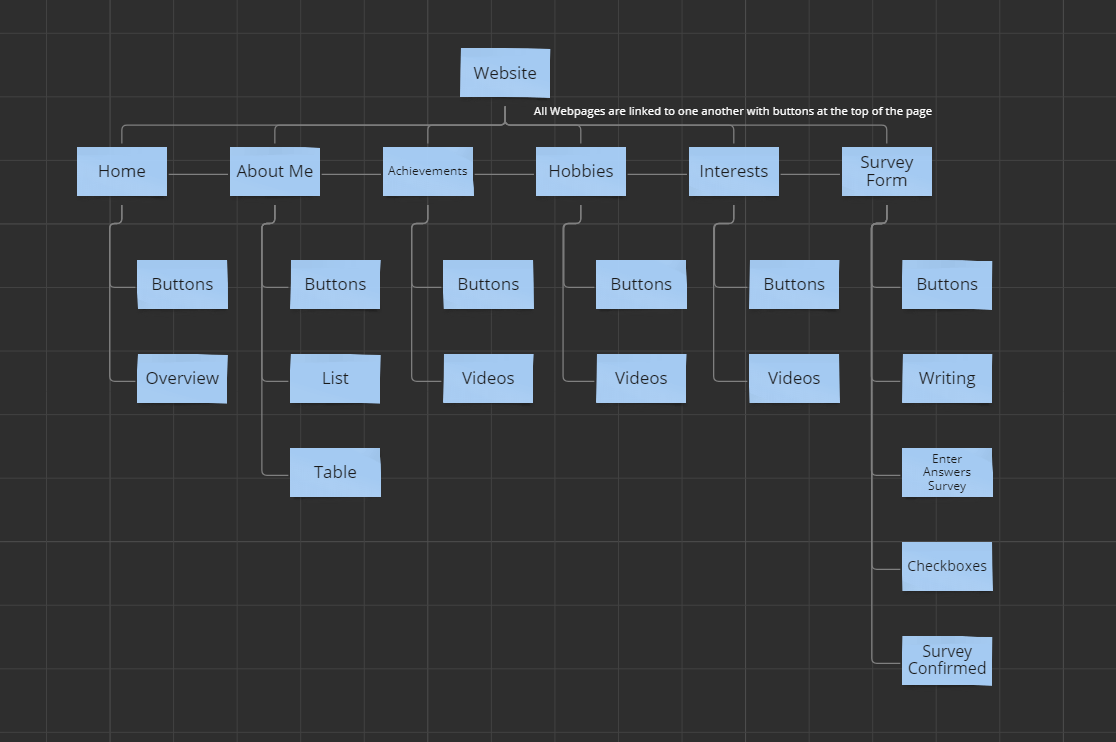 Website
All Webpages are linked to one another with buttons at the top of the page
Home
About Me
Achievements
Hobbies
Interests
Survey
Form
Buttons
Buttons
Buttons
Buttons
Buttons
Buttons
Overview
List
Videos
Videos
Videos
Writing
Table
Enter
Answers
Survey
Checkboxes
Survey
Confirmed